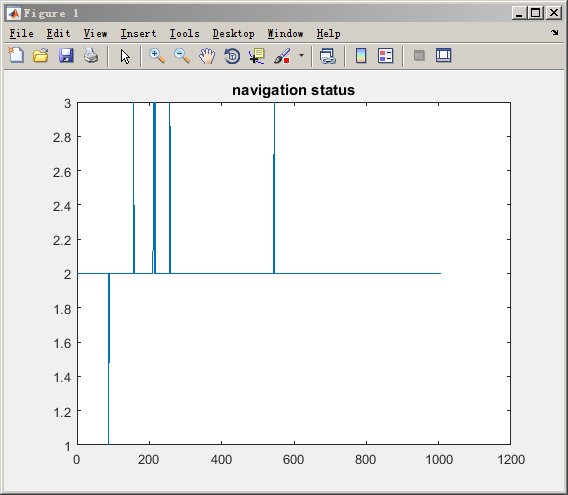 Figure 1
File Edit View Insert Tools Desktop Window Help
navigation status
3
2.8
2.6
2.4
2.2
2
1.8
1.6
1.4
1.2
1
0 200 400 600 800 1000 1200